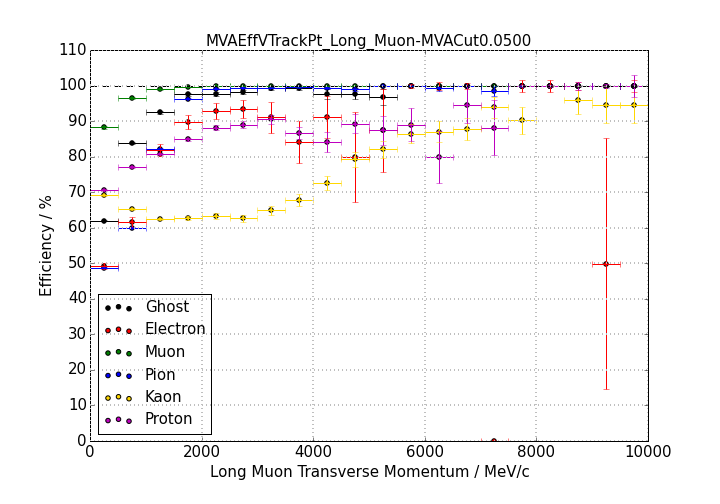 MVAEffVTrackPt_Long_Muon-MVACut0.0500
110
100
90
80
70
60
50
40
30
20
10
0
Efficiency / %
Ghost
Electron
Muon
Pion
Kaon
Proton
0 2000 4000 6000 8000 10000
Long Muon Transverse Momentum / MeV/c